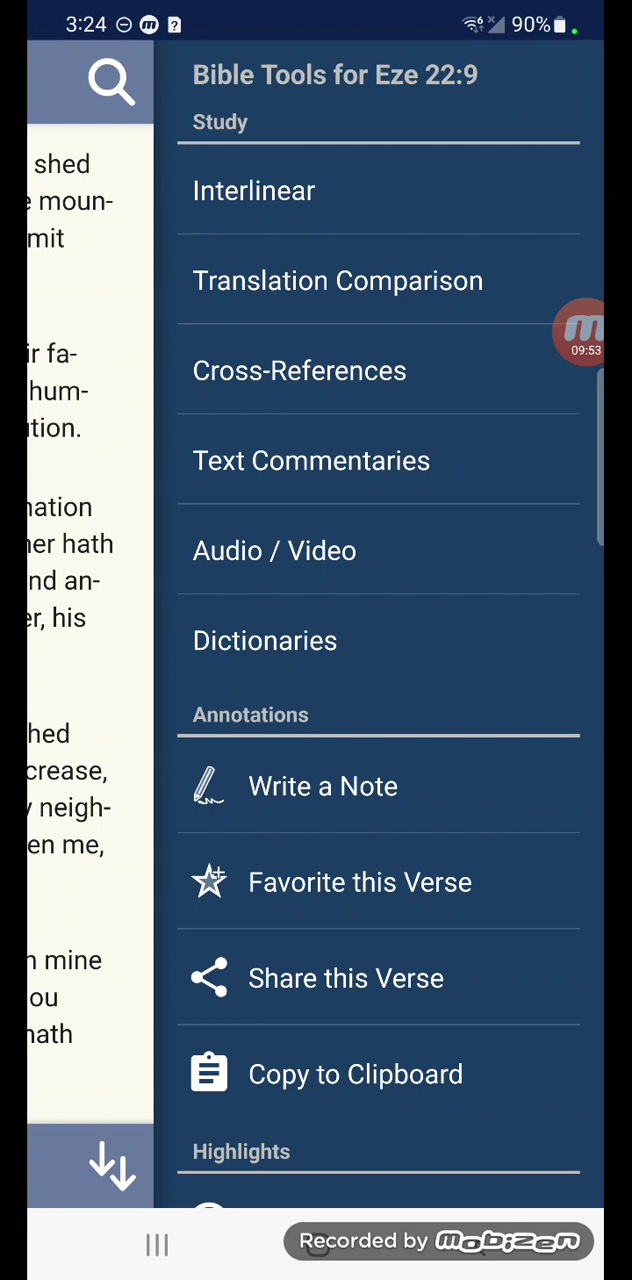 3:24
90%
Bible Tools for Eze 22:9
Study
shed
moun-
mit
Interlinear
Translation Comparison
09:53
ir fa-
hum-
ution.
Cross-References
Text Commentaries
nation
her hath
nd an-
er, his
Audio / Video
Dictionaries
Annotations
hed
crease,
neigh-
en me,
Write a Note
Favorite this Verse
n mine
ou
hath
Share this Verse
Copy to Clipboard
Highlights
Recorded by mobizen